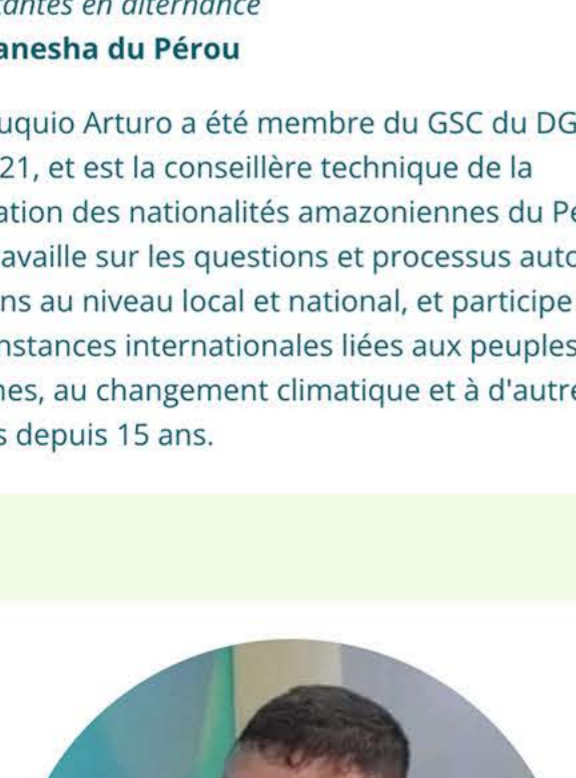 tantes en alternance
anesha du Pérou
uquio Arturo a été membre du GSC du DG
21, et est la conseillère technique de la
ation des nationalités amazoniennes du Pé
availle sur les questions et processus auto
ns au niveau local et national, et participe
nstances internationales liées aux peuples
nes, au changement climatique et à d'autre
s depuis 15 ans.